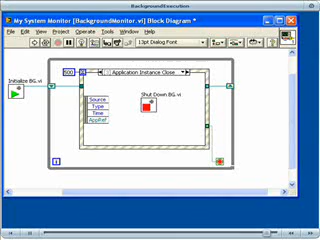 BackgroundExecution
My System Monitor [BackgroundMonitor.vi] Block Diagram *
File Edit View Project Operate Tools Window Help
13pt Dialog Font
500
Application Instance Close
Initialize BG.vi
Shut Down BG.vi
Source
Type
Time
AppRef
i